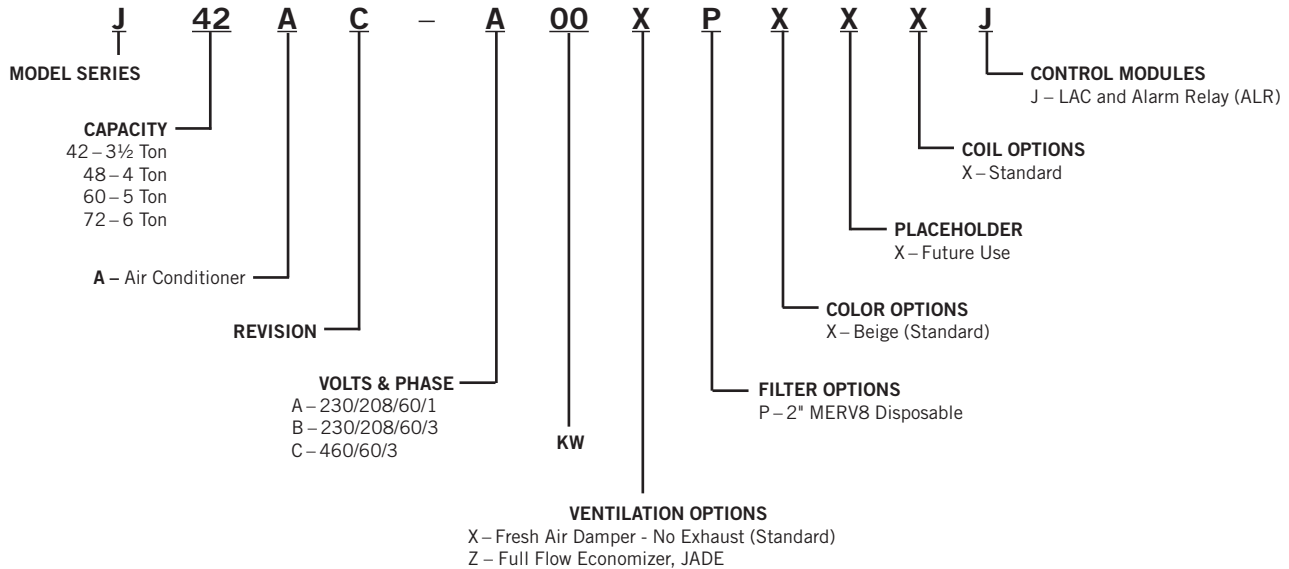 J 42 A C – A 00 X P X X X J
MODEL SERIES
CAPACITY
42 – 3½ Ton
48 – 4 Ton
60 – 5 Ton
72 – 6 Ton
A – Air Conditioner
REVISION
VOLTS & PHASE
A – 230/208/60/1
B – 230/208/60/3
C – 460/60/3
KW
VENTILATION OPTIONS
X – Fresh Air Damper - No Exhaust (Standard)
Z – Full Flow Economizer, JADE
FILTER OPTIONS
P – 2" MERV8 Disposable
COLOR OPTIONS
X – Beige (Standard)
PLACEHOLDER
X – Future Use
COIL OPTIONS
X – Standard
CONTROL MODULES
J – LAC and Alarm Relay (ALR)